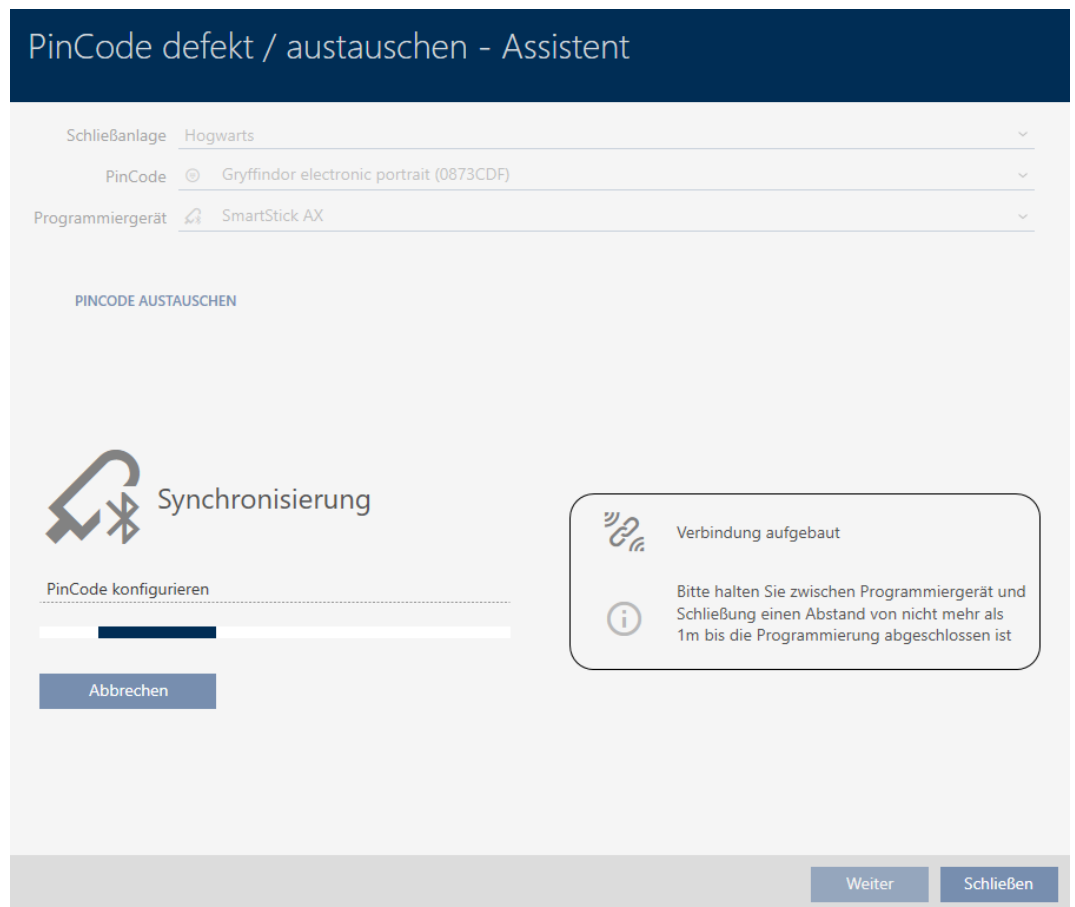 PinCode defekt / austauschen - Assistent
Schließanlage Hogwarts
PinCode Gryffindor electronic portrait (0873CDF)
Programmiergerät SmartStick AX
PINCODE AUSTAUSCHEN
Synchronisierung
PinCode konfigurieren
Abbrechen
Verbindung aufgebaut
Bitte halten Sie zwischen Programmiergerät und
Schließung einen Abstand von nicht mehr als
1m bis die Programmierung abgeschlossen ist
Weiter
Schließen